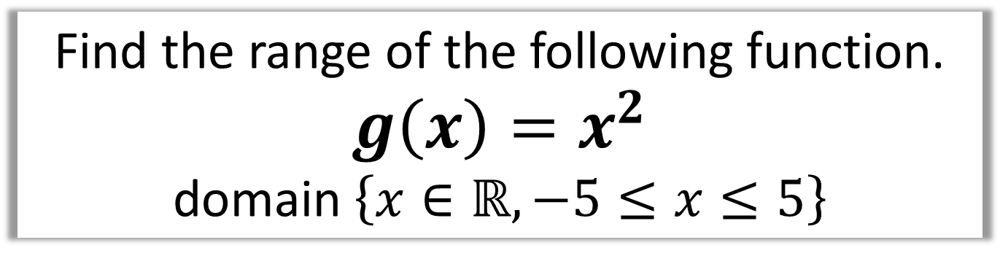 Find the range of the following function.
g(x) = x²
domain {x ∈ ℝ, −5 ≤ x ≤ 5}